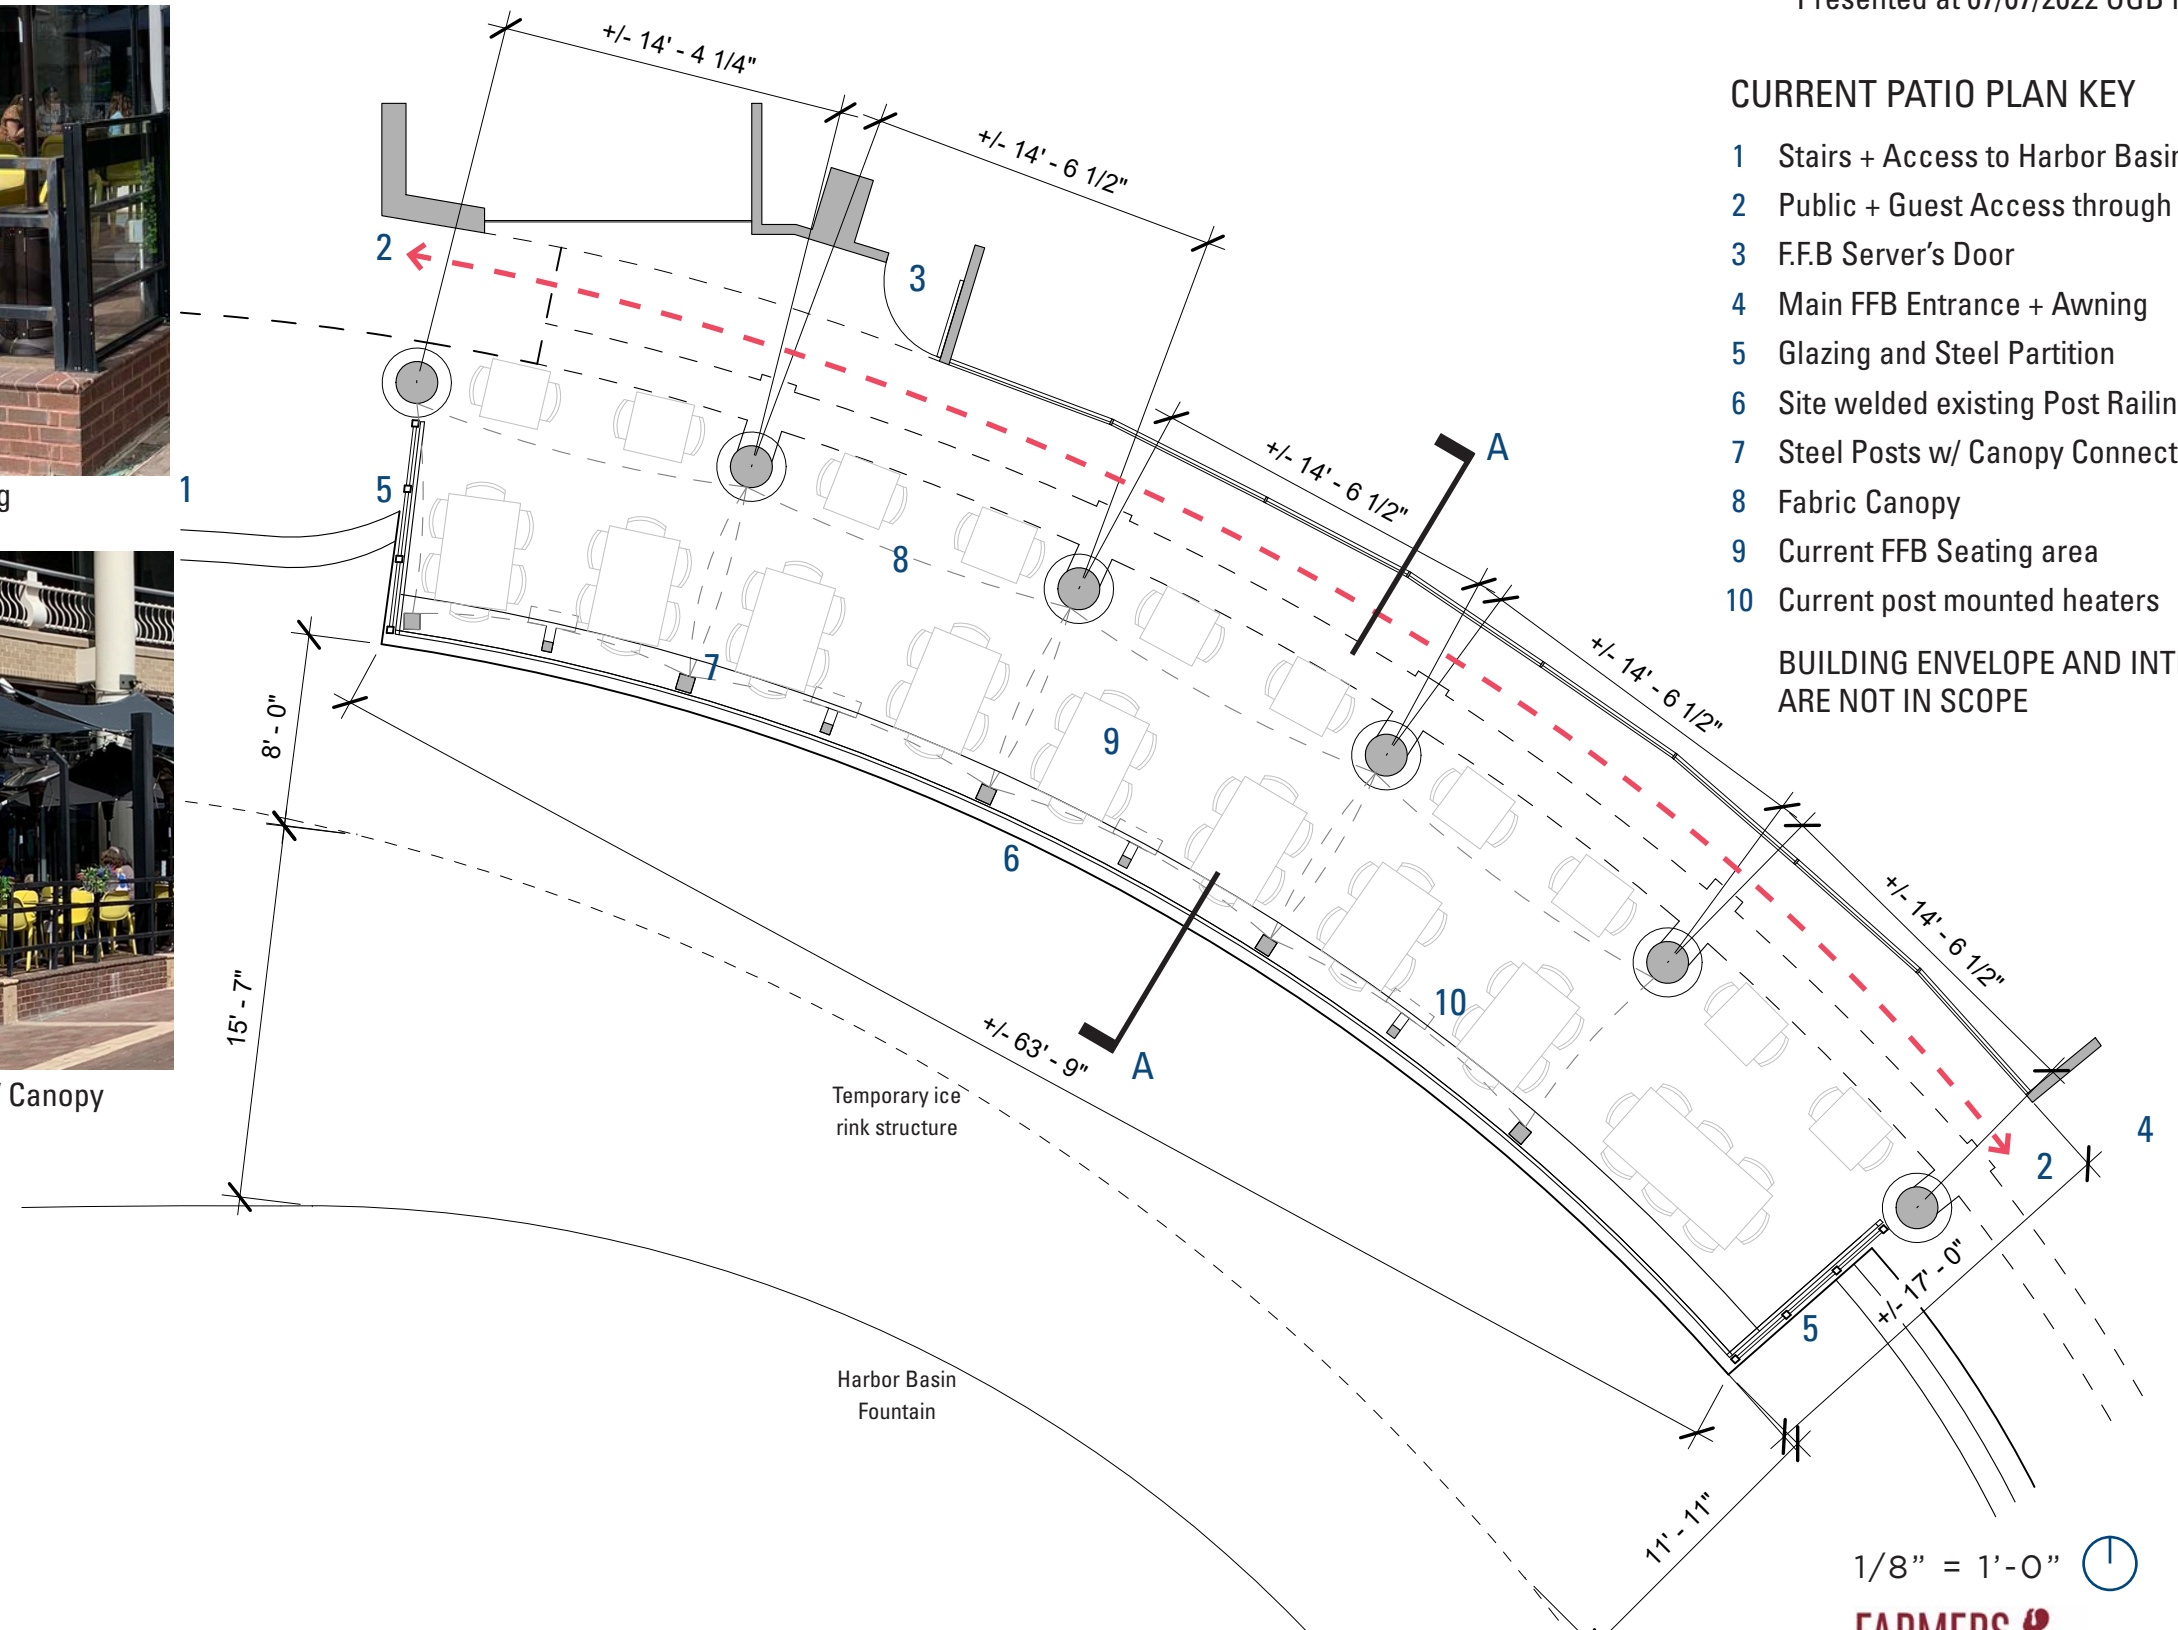 Presented at 07/07/2022 UGB
CURRENT PATIO PLAN KEY
1 Stairs + Access to Harbor Basin
2 Public + Guest Access through
3 F.F.B Server's Door
4 Main FFB Entrance + Awning
5 Glazing and Steel Partition
6 Site welded existing Post Railin
7 Steel Posts w/ Canopy Connect
8 Fabric Canopy
9 Current FFB Seating area
10 Current post mounted heaters
BUILDING ENVELOPE AND INT
ARE NOT IN SCOPE
+/- 14' - 4 1/4"
+/- 14' - 6 1/2"
2
3
A
+/- 14' - 6 1/2"
1
5
g
8
+/- 14' - 6 1/2"
7
8' - 0"
9
6
+/- 14' - 6 1/2"
10
15' - 7"
+/- 63' - 9"
A
Canopy
Temporary ice
rink structure
4
2
+/- 17' - 0"
5
Harbor Basin
Fountain
11' - 11"
1/8" = 1'-0"
FARMERS